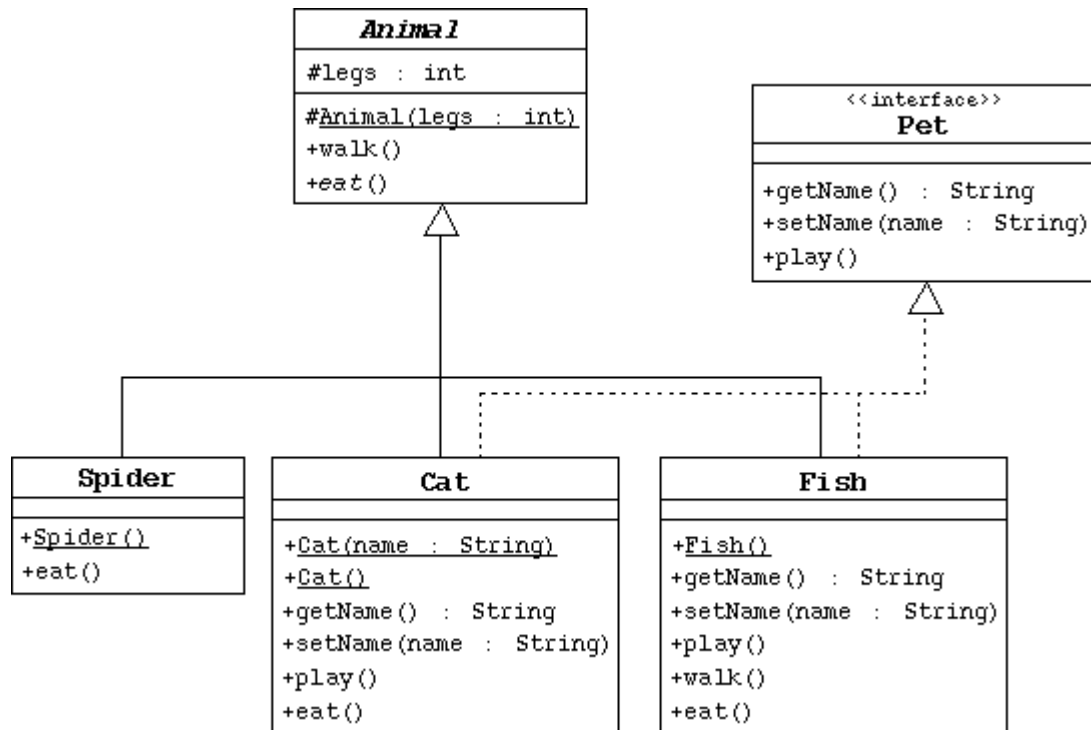 Animal
#legs : int
#Animal(legs : int)
+walk()
+eat()
<<interface>>
Pet
+getName() : String
+setName(name : String)
+play()
Spider
+Spider()
+eat()
Cat
+Cat(name : String)
+Cat()
+getName() : String
+setName(name : String)
+play()
+eat()
Fish
+Fish()
+getName() : String
+setName(name : String)
+play()
+walk()
+eat()